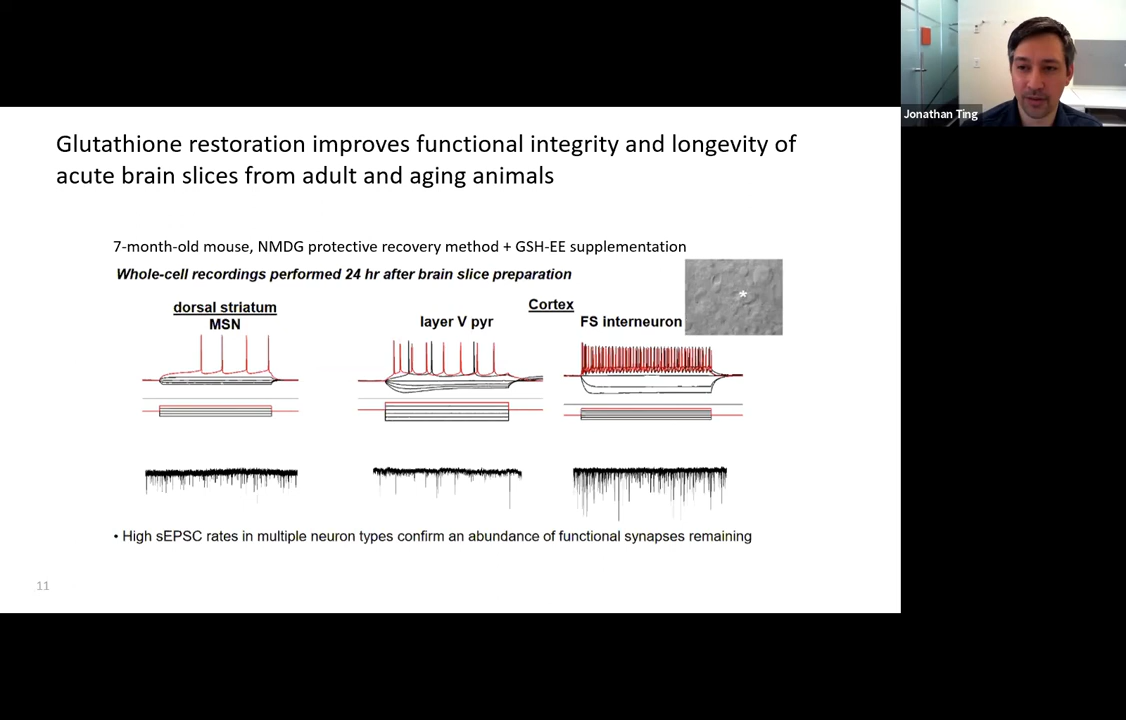 Jonathan Ting
Glutathione restoration improves functional integrity and longevity of
acute brain slices from adult and aging animals
7-month-old mouse, NMDG protective recovery method + GSH-EE supplementation
Whole-cell recordings performed 24 hr after brain slice preparation
dorsal striatum
MSN
Cortex
layer V pyr
FS interneuron
*
• High sEPSC rates in multiple neuron types confirm an abundance of functional synapses remaining
11